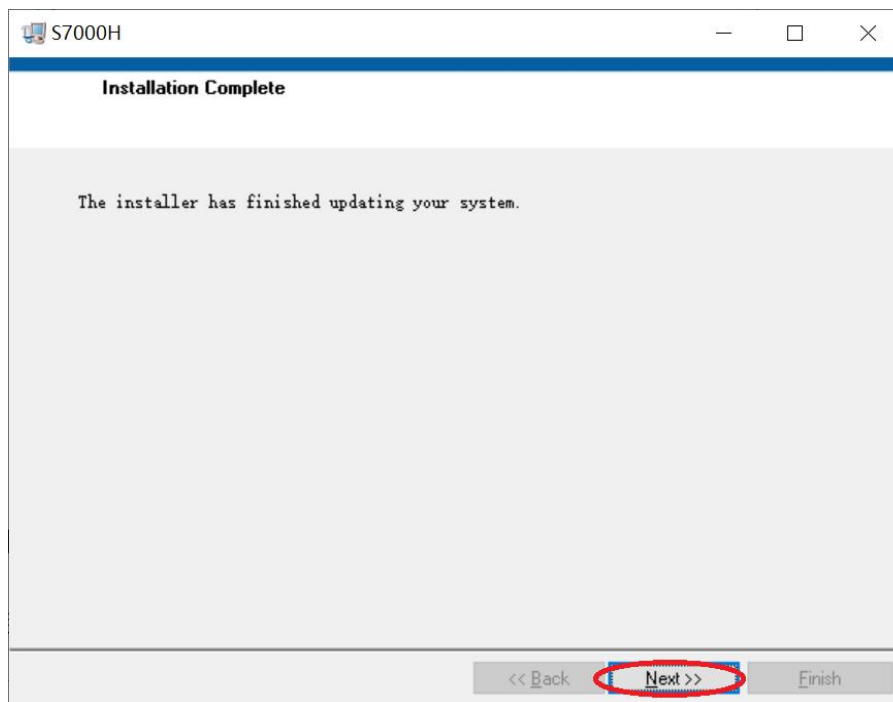 S7000H
Installation Complete
The installer has finished updating your system.
<< Back
Next >>
Finish